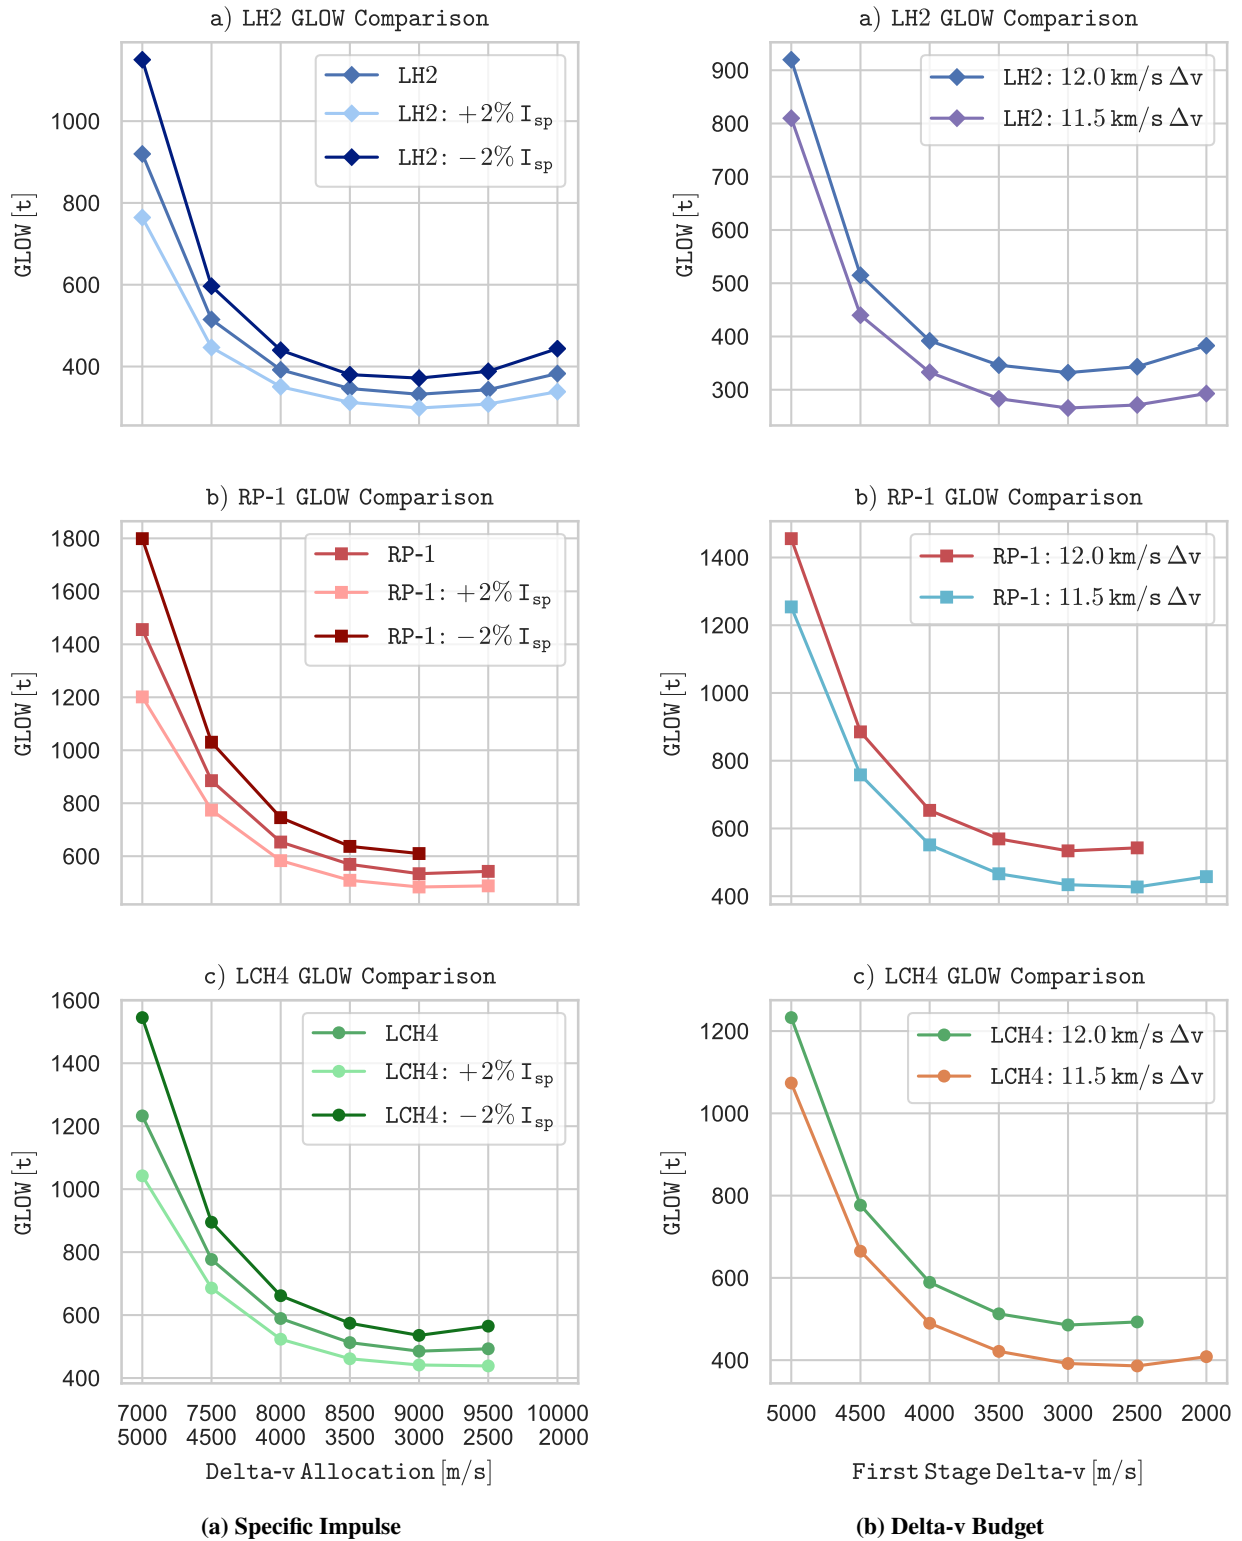 a) LH2 GLOW Comparison
LH2
LH2: +2% I_sp
LH2: −2% I_sp
1000
800
600
400
GLOW [t]
b) RP-1 GLOW Comparison
RP-1
RP-1: +2% I_sp
RP-1: −2% I_sp
1800
1600
1400
1200
1000
800
600
GLOW [t]
c) LCH4 GLOW Comparison
LCH4
LCH4: +2% I_sp
LCH4: −2% I_sp
1600
1400
1200
1000
800
600
400
GLOW [t]
7000 7500 8000 8500 9000 9500 10000
5000 4500 4000 3500 3000 2500 2000
Delta-v Allocation [m/s]
(a) Specific Impulse
a) LH2 GLOW Comparison
LH2: 12.0 km/s Δv
LH2: 11.5 km/s Δv
900
800
700
600
500
400
300
GLOW [t]
b) RP-1 GLOW Comparison
RP-1: 12.0 km/s Δv
RP-1: 11.5 km/s Δv
1400
1200
1000
800
600
400
GLOW [t]
c) LCH4 GLOW Comparison
LCH4: 12.0 km/s Δv
LCH4: 11.5 km/s Δv
1200
1000
800
600
400
GLOW [t]
5000 4500 4000 3500 3000 2500 2000
First Stage Delta-v [m/s]
(b) Delta-v Budget